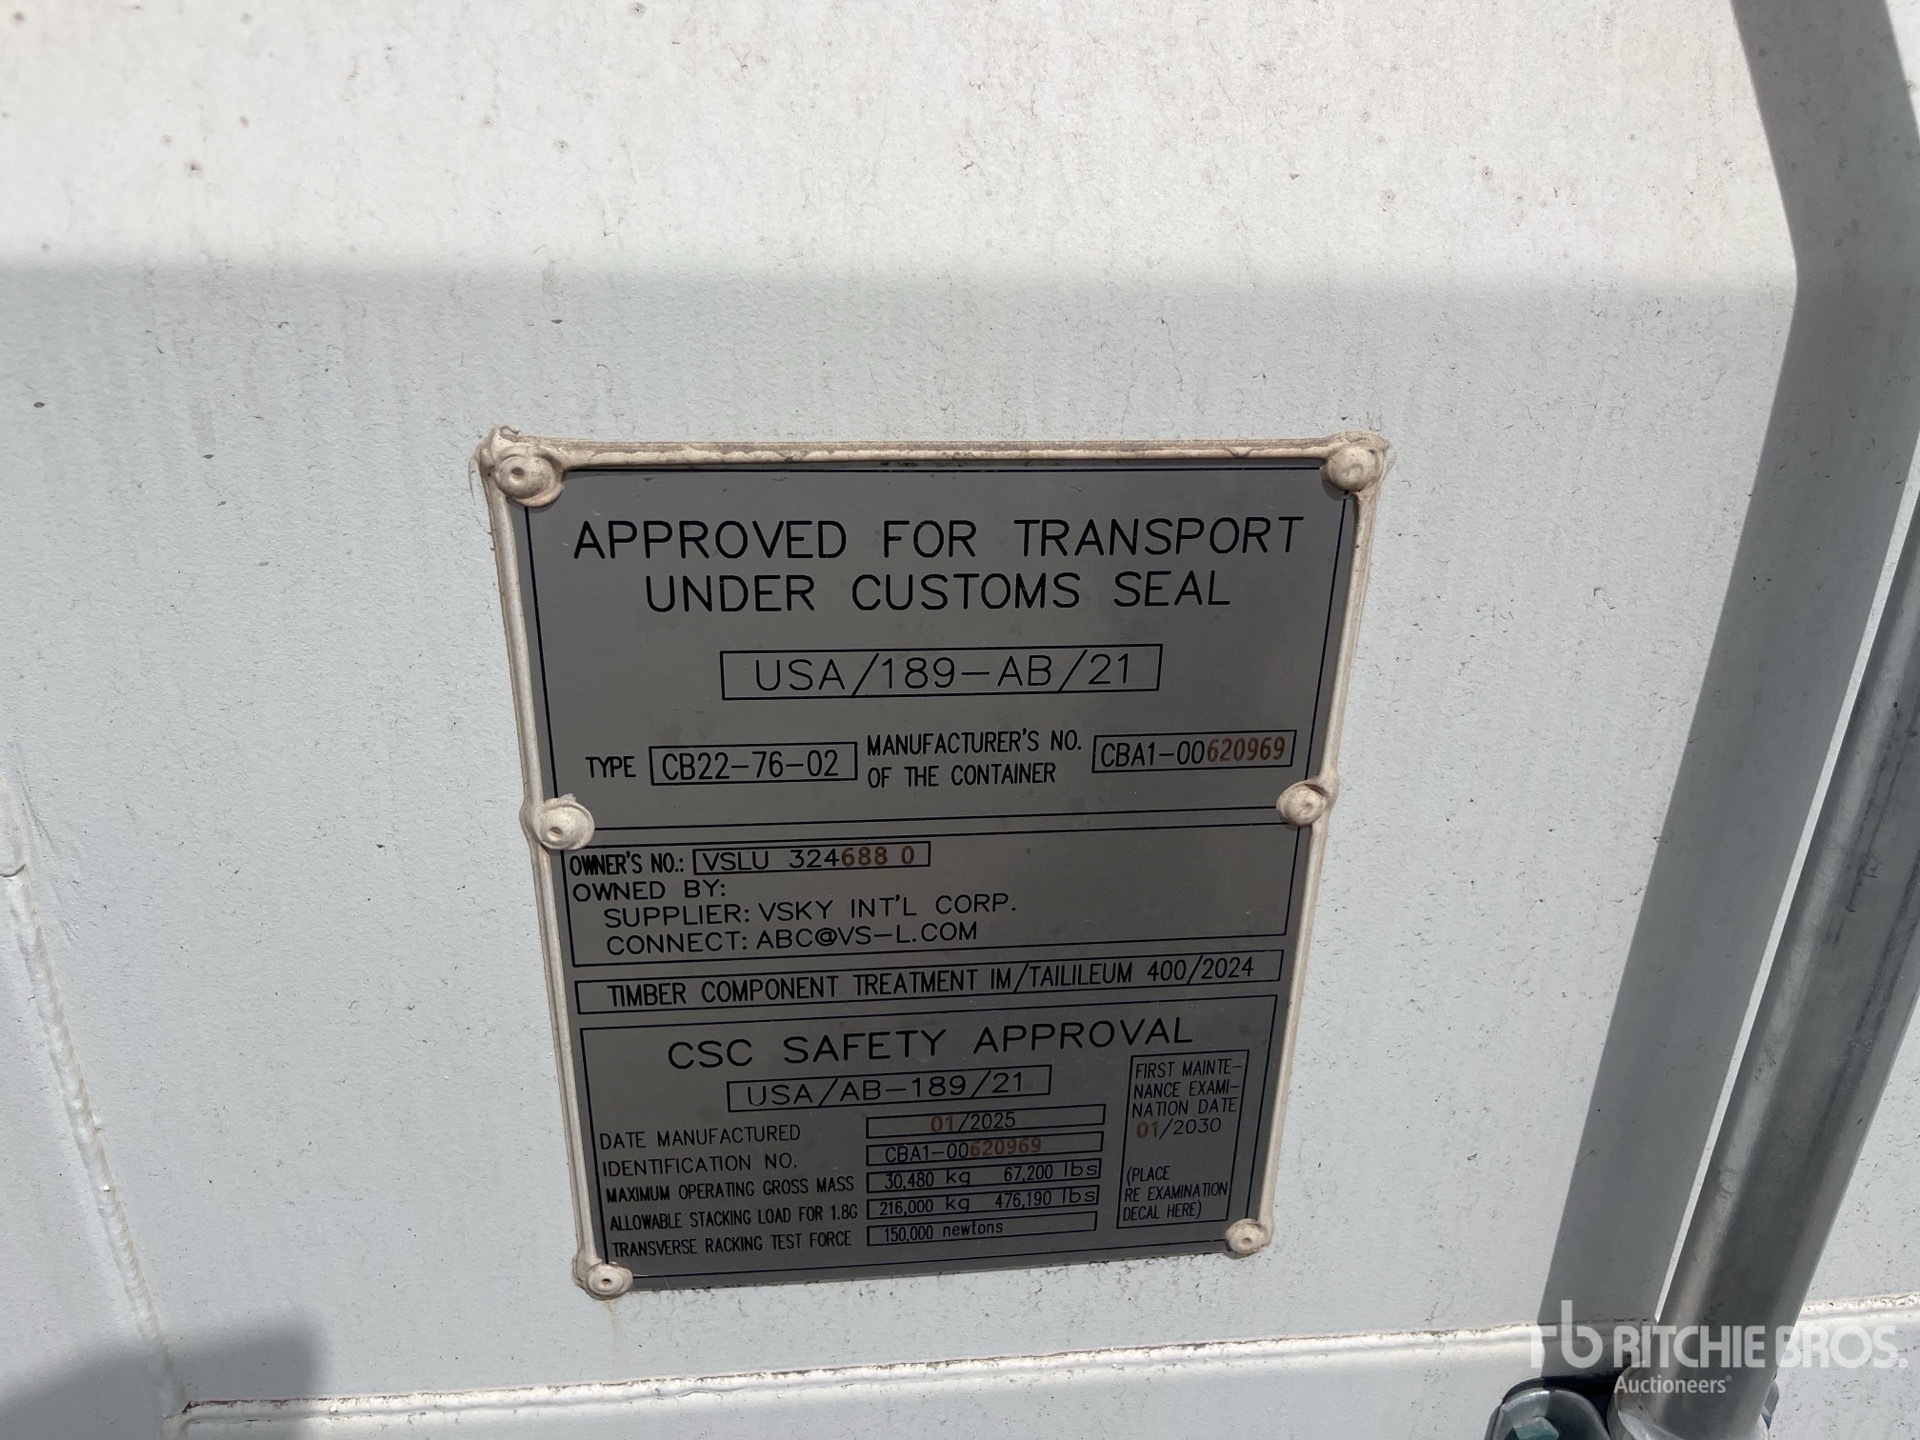 APPROVED FOR TRANSPORT
UNDER CUSTOMS SEAL
USA/189-AB/21
TYPE CB22-76-02 MANUFACTURER'S NO. OF THE CONTAINER CBA1-00620969
OWNER'S NO.: VSLU 324688 0
OWNED BY:
SUPPLIER: VSKY INT'L CORP.
CONNECT: ABC@VS-L.COM
TIMBER COMPONENT TREATMENT IM/TAILILEUM 400/2024
CSC SAFETY APPROVAL
USA/AB-189/21
DATE MANUFACTURED 01/2025
IDENTIFICATION NO. CBA1-00620969
MAXIMUM OPERATING GROSS MASS 30,480 kg 67,200 lbs
ALLOWABLE STACKING LOAD FOR 1.8G 216,000 kg 476,190 lbs
TRANSVERSE RACKING TEST FORCE 150,000 newtons
FIRST MAINTE-
NANCE EXAMI-
NATION DATE
01/2030
(PLACE
RE EXAMINATION
DECAL HERE)
rb RITCHIE BROS.
Auctioneers